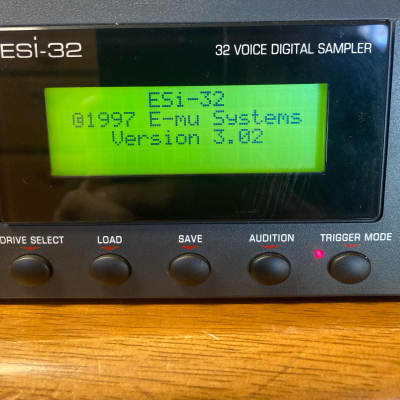 ESi-32
32 VOICE DIGITAL SAMPLER
ESi-32
©1997 E-mu Systems
Version 3.02
DRIVE SELECT
LOAD
SAVE
AUDITION
TRIGGER MODE